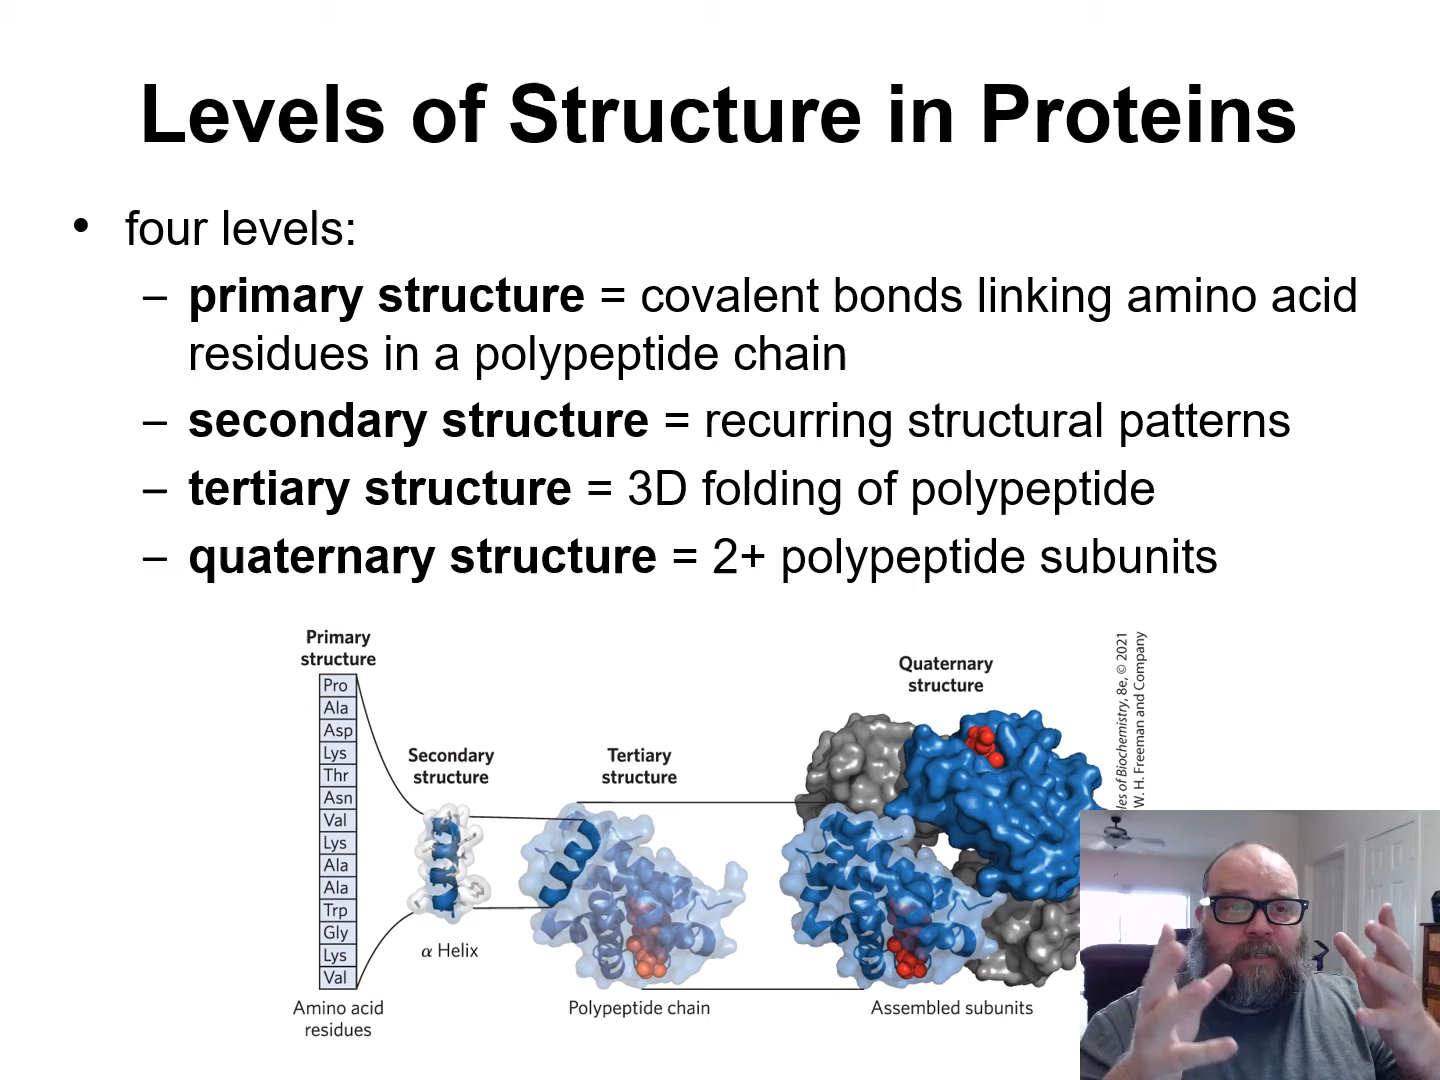 Levels of Structure in Proteins
• four levels:
– primary structure = covalent bonds linking amino acid
residues in a polypeptide chain
– secondary structure = recurring structural patterns
– tertiary structure = 3D folding of polypeptide
– quaternary structure = 2+ polypeptide subunits
Primary
structure
Pro
Ala
Asp
Lys
Thr
Asn
Val
Lys
Ala
Ala
Trp
Gly
Lys
Val
Amino acid
residues
Secondary
structure
α Helix
Tertiary
structure
Polypeptide chain
Quaternary
structure
Assembled subunits
of Biochemistry, 8e, © 2021
W. H. Freeman and Company